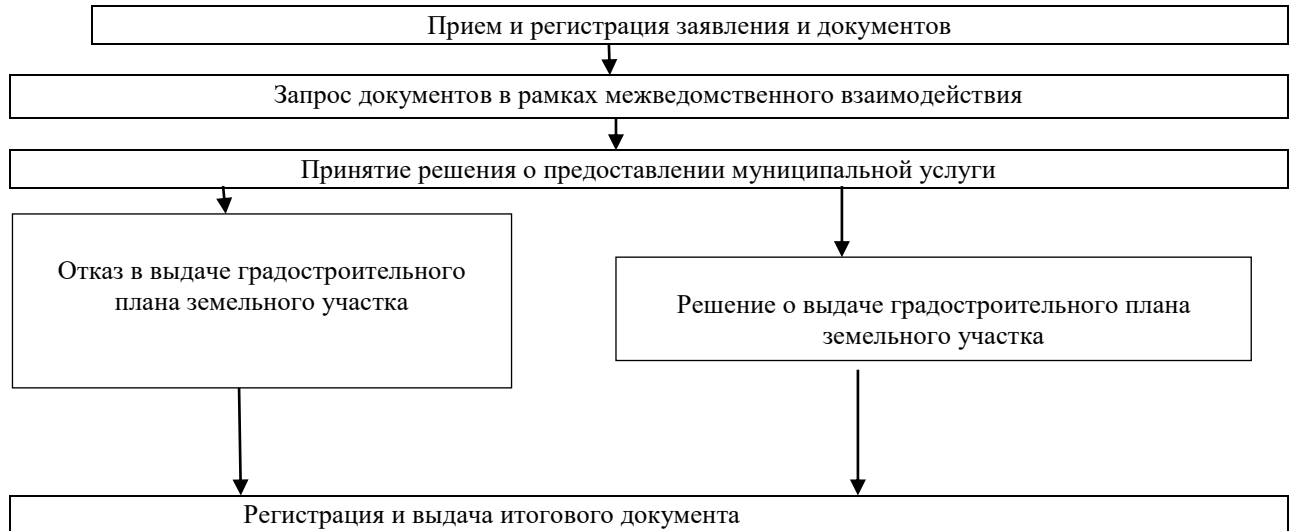 Прием и регистрация заявления и документов
Запрос документов в рамках межведомственного взаимодействия
Принятие решения о предоставлении муниципальной услуги
Отказ в выдаче градостроительного
плана земельного участка
Решение о выдаче градостроительного плана
земельного участка
Регистрация и выдача итогового документа